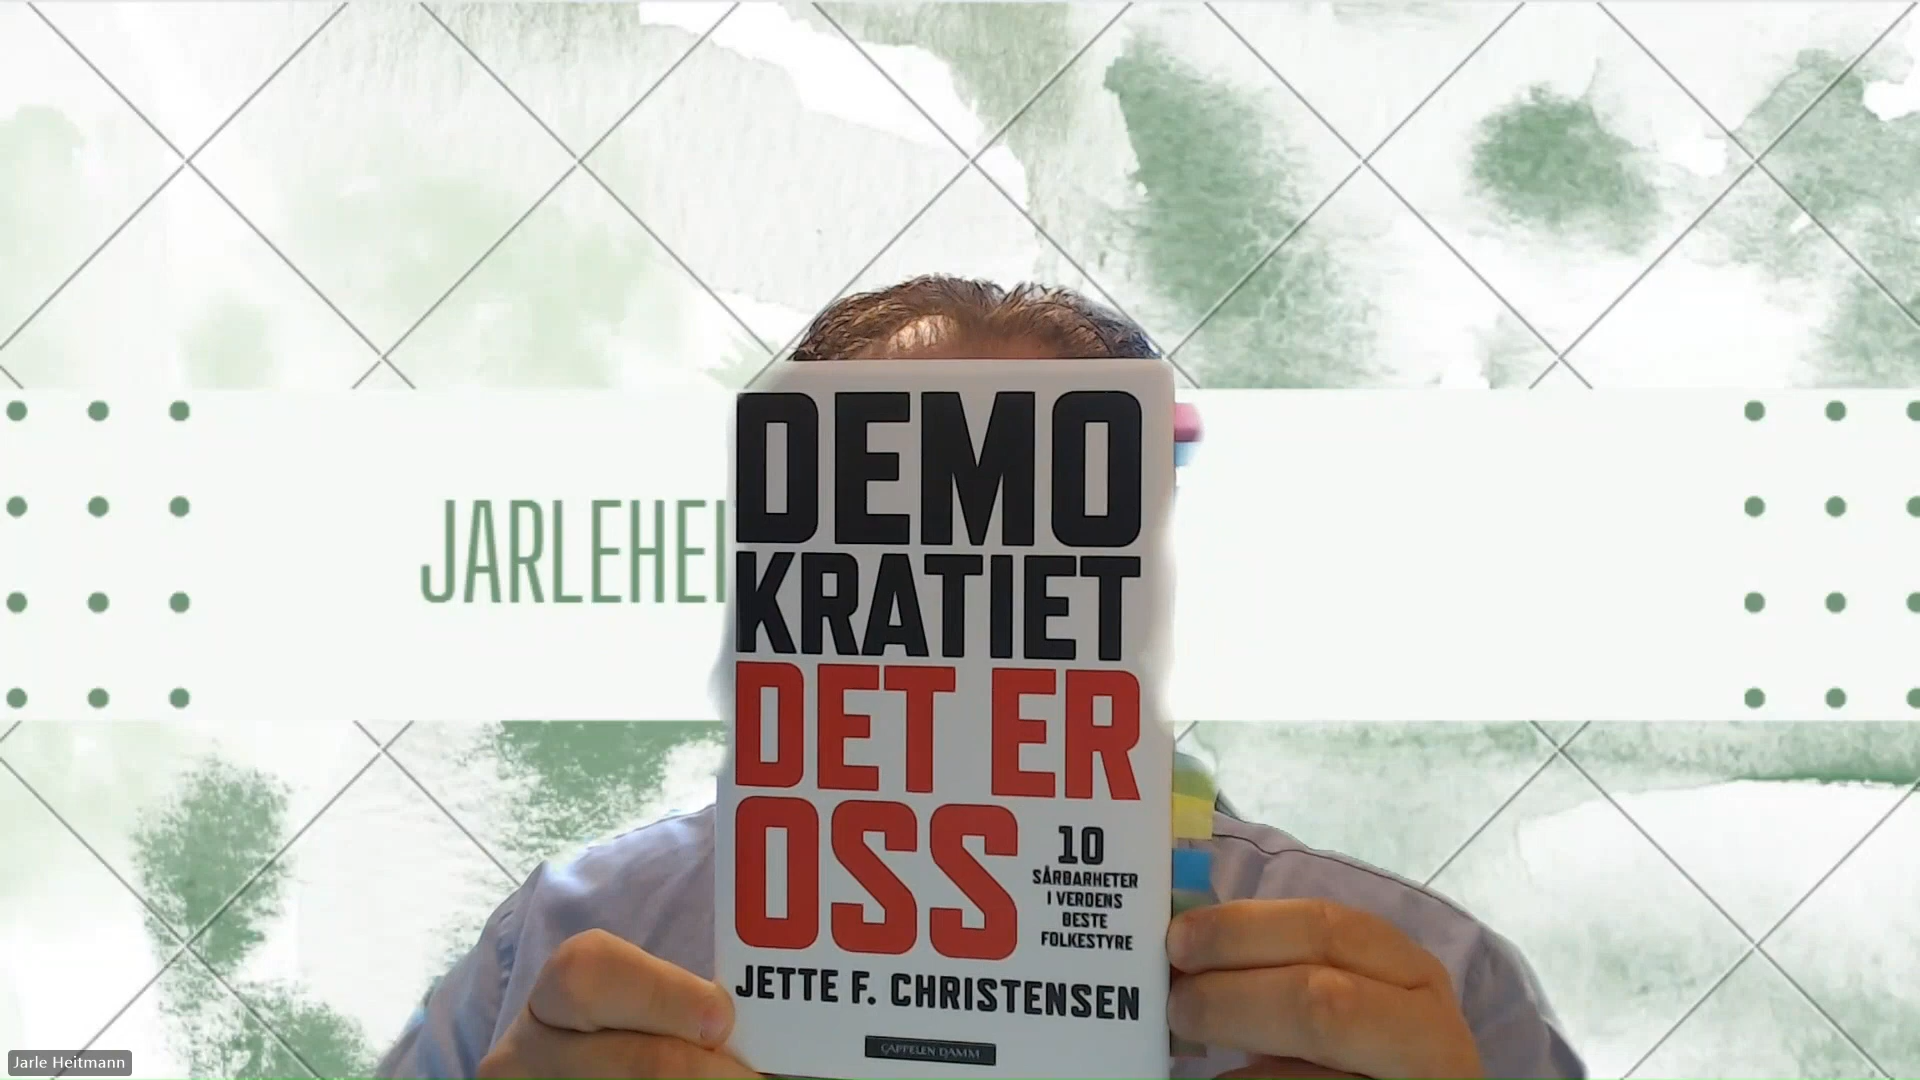 JARLEHEI
DEMO
KRATIET
DET ER
OSS
10
SÅRBARHETER
I VERDENS
BESTE
FOLKESTYRE
JETTE F. CHRISTENSEN
CAPPELEN DAMM
Jarle Heitmann